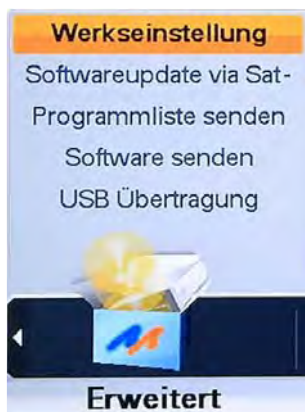 Werkseinstellung
Softwareupdate via Sat-
Programmliste senden
Software senden
USB Übertragung
Erweitert